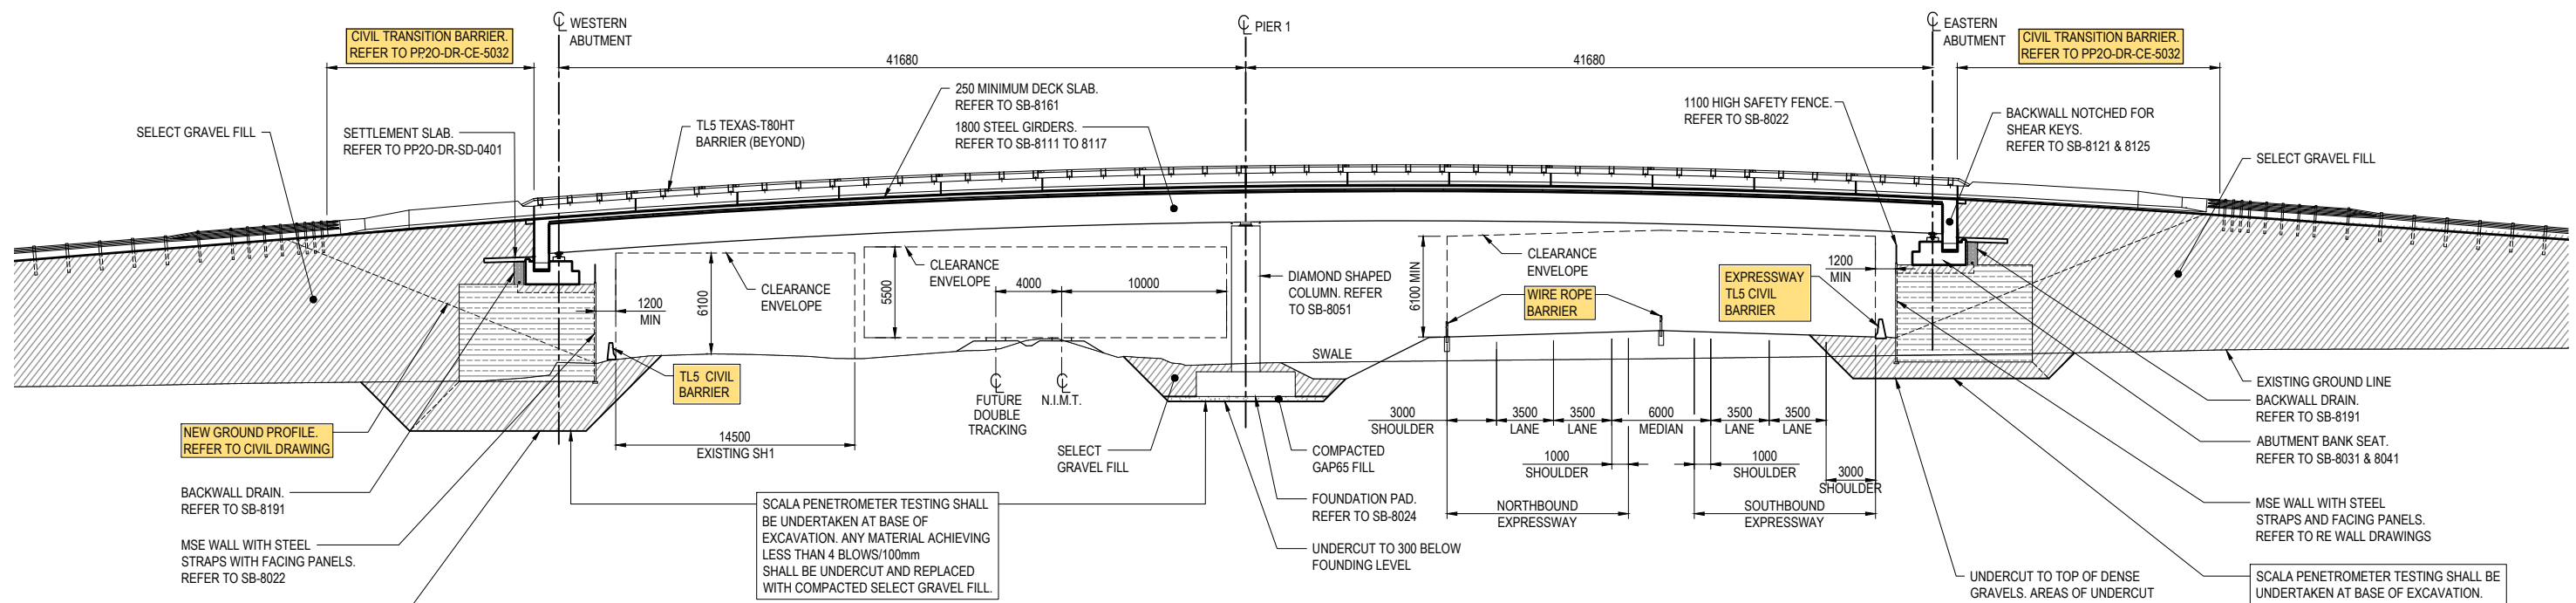 ℄ WESTERN
ABUTMENT
℄ PIER 1
℄ EASTERN
ABUTMENT
CIVIL TRANSITION BARRIER.
REFER TO PP2O-DR-CE-5032
41680
41680
CIVIL TRANSITION BARRIER.
REFER TO PP2O-DR-CE-5032
SELECT GRAVEL FILL
SETTLEMENT SLAB.
REFER TO PP2O-DR-SD-0401
TL5 TEXAS-T80HT
BARRIER (BEYOND)
250 MINIMUM DECK SLAB.
REFER TO SB-8161
1800 STEEL GIRDERS.
REFER TO SB-8111 TO 8117
1100 HIGH SAFETY FENCE.
REFER TO SB-8022
BACKWALL NOTCHED FOR
SHEAR KEYS.
REFER TO SB-8121 & 8125
SELECT GRAVEL FILL
1200
MIN
6100
CLEARANCE
ENVELOPE
5500
CLEARANCE
ENVELOPE
4000
10000
DIAMOND SHAPED
COLUMN. REFER
TO SB-8051
6100 MIN
CLEARANCE
ENVELOPE
WIRE ROPE
BARRIER
EXPRESSWAY
TL5 CIVIL
BARRIER
1200
MIN
SWALE
TL5 CIVIL
BARRIER
℄
FUTURE
DOUBLE
TRACKING
℄
N.I.M.T.
NEW GROUND PROFILE.
REFER TO CIVIL DRAWING
14500
EXISTING SH1
SELECT
GRAVEL FILL
COMPACTED
GAP65 FILL
3000
SHOULDER
3500
LANE
3500
LANE
6000
MEDIAN
3500
LANE
3500
LANE
1000
SHOULDER
1000
SHOULDER
3000
SHOULDER
NORTHBOUND
EXPRESSWAY
SOUTHBOUND
EXPRESSWAY
EXISTING GROUND LINE
BACKWALL DRAIN.
REFER TO SB-8191
ABUTMENT BANK SEAT.
REFER TO SB-8031 & 8041
BACKWALL DRAIN.
REFER TO SB-8191
MSE WALL WITH STEEL
STRAPS WITH FACING PANELS.
REFER TO SB-8022
SCALA PENETROMETER TESTING SHALL
BE UNDERTAKEN AT BASE OF
EXCAVATION. ANY MATERIAL ACHIEVING
LESS THAN 4 BLOWS/100mm
SHALL BE UNDERCUT AND REPLACED
WITH COMPACTED SELECT GRAVEL FILL.
FOUNDATION PAD.
REFER TO SB-8024
UNDERCUT TO 300 BELOW
FOUNDING LEVEL
MSE WALL WITH STEEL
STRAPS AND FACING PANELS.
REFER TO RE WALL DRAWINGS
UNDERCUT TO TOP OF DENSE
GRAVELS. AREAS OF UNDERCUT
SCALA PENETROMETER TESTING SHALL BE
UNDERTAKEN AT BASE OF EXCAVATION.